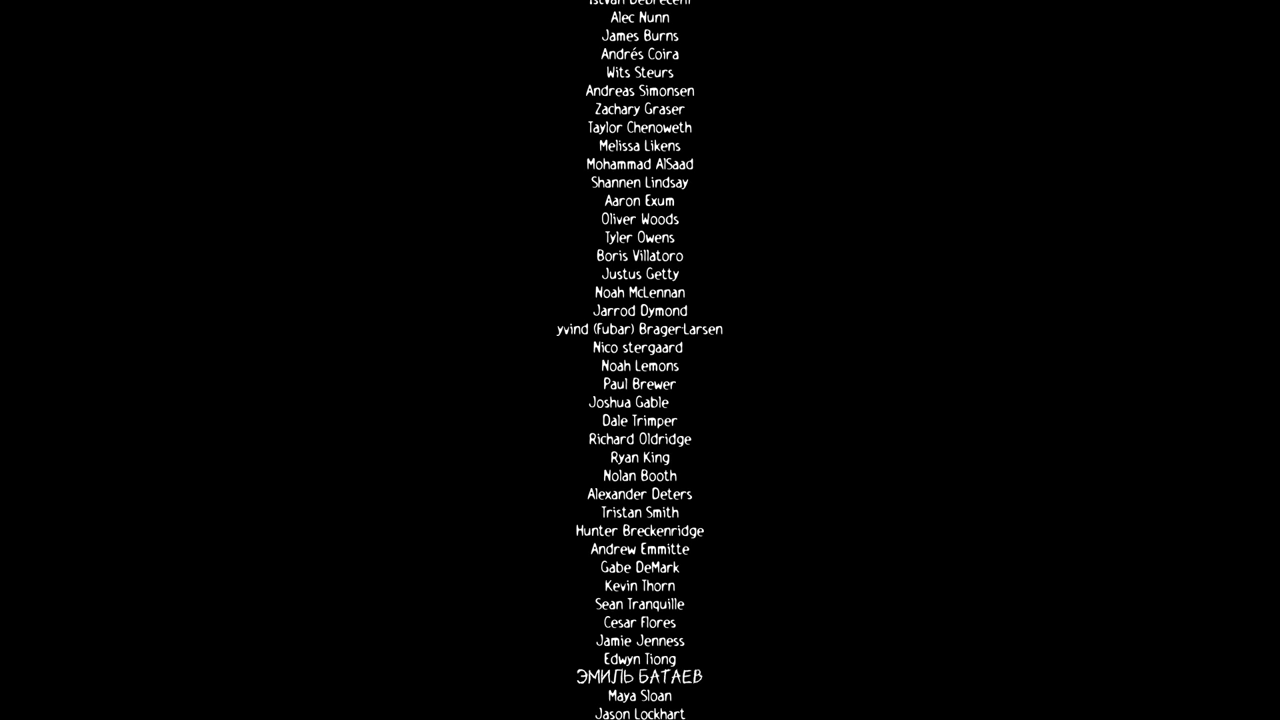 István Debreceni
Alec Nunn
James Burns
Andrés Coira
Wits Steurs
Andreas Simonsen
Zachary Graser
Taylor Chenoweth
Melissa Likens
Mohammad AlSaad
Shannen Lindsay
Aaron Exum
Oliver Woods
Tyler Owens
Boris Villatoro
Justus Getty
Noah McLennan
Jarrod Dymond
yvind (Fubar) Brager-Larsen
Nico stergaard
Noah Lemons
Paul Brewer
Joshua Gable
Dale Trimper
Richard Oldridge
Ryan King
Nolan Booth
Alexander Deters
Tristan Smith
Hunter Breckenridge
Andrew Emmitte
Gabe DeMark
Kevin Thorn
Sean Tranquille
Cesar Flores
Jamie Jenness
Edwyn Tiong
ЭМИЛЬ БАТАЕВ
Maya Sloan
Jason Lockhart